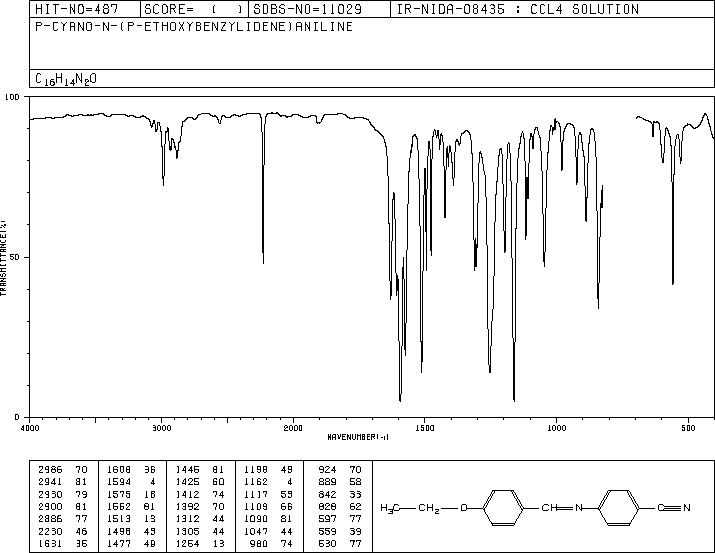 HIT-NO=487 SCORE= ( ) SDBS-NO=11029 IR-NIDA-08435 : CCL4 SOLUTION
P-CYANO-N-(P-ETHOXYBENZYLIDENE)ANILINE
C16H14N2O
100
50
0
TRANSMITTANCE(%)
4000 3000 2000 1500 1000 500
WAVENUMBER(-1)
2986 70 1608 36 1446 81 1198 49 924 70
2941 81 1594 4 1425 60 1162 4 889 58
2930 79 1575 18 1412 74 1117 53 842 33
2900 81 1562 81 1392 70 1109 66 828 62
2886 77 1513 13 1312 44 1090 81 597 77
2230 46 1498 43 1305 44 1047 44 559 39
1631 35 1477 49 1254 13 980 74 530 77
H3C CH2 O CH N C N